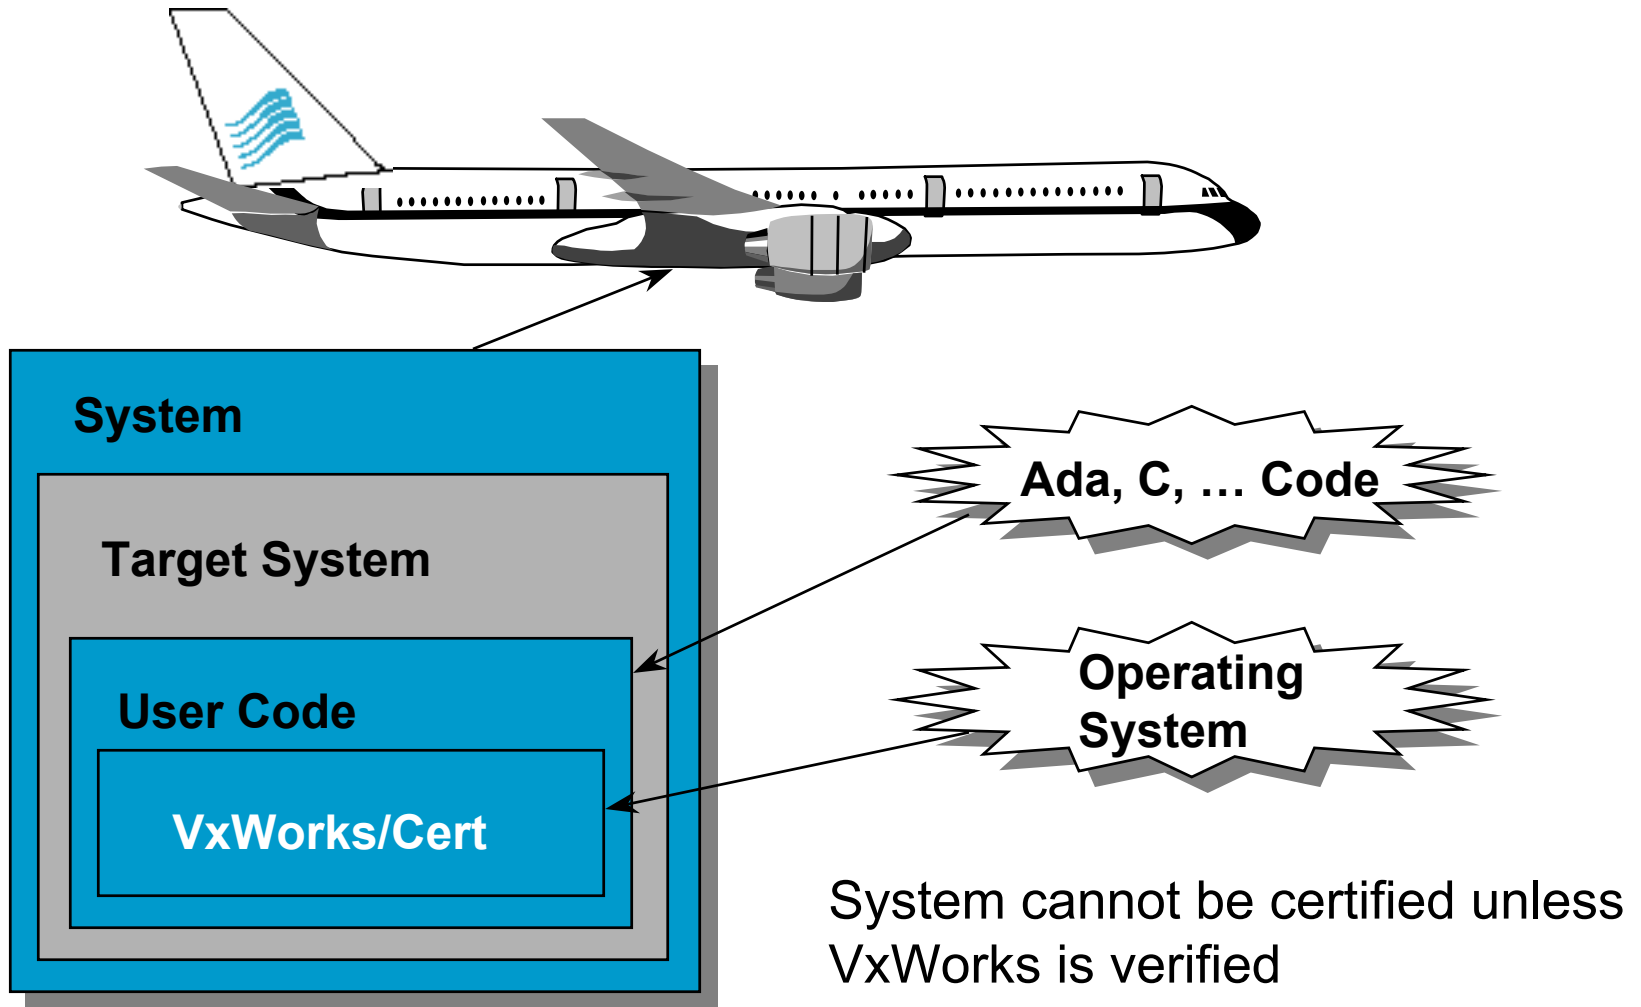 System
Target System
User Code
VxWorks/Cert
Ada, C, … Code
Operating
System
System cannot be certified unless
VxWorks is verified